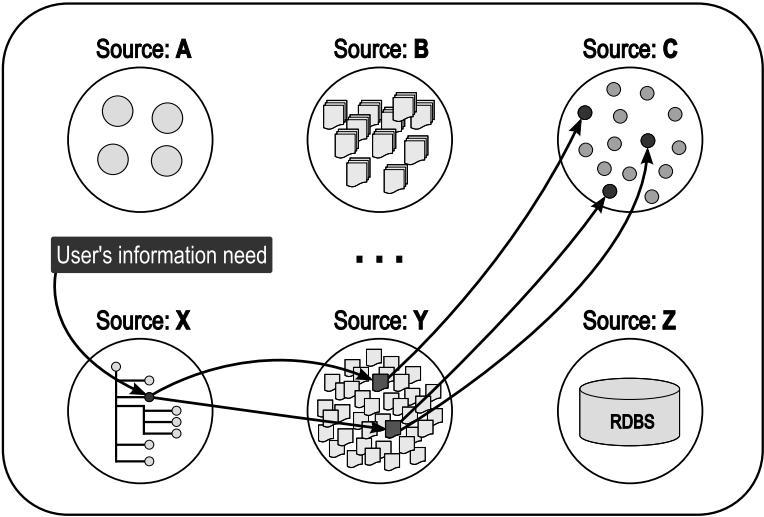 Source: A
Source: B
Source: C
User's information need
...
Source: X
Source: Y
Source: Z
RDBS